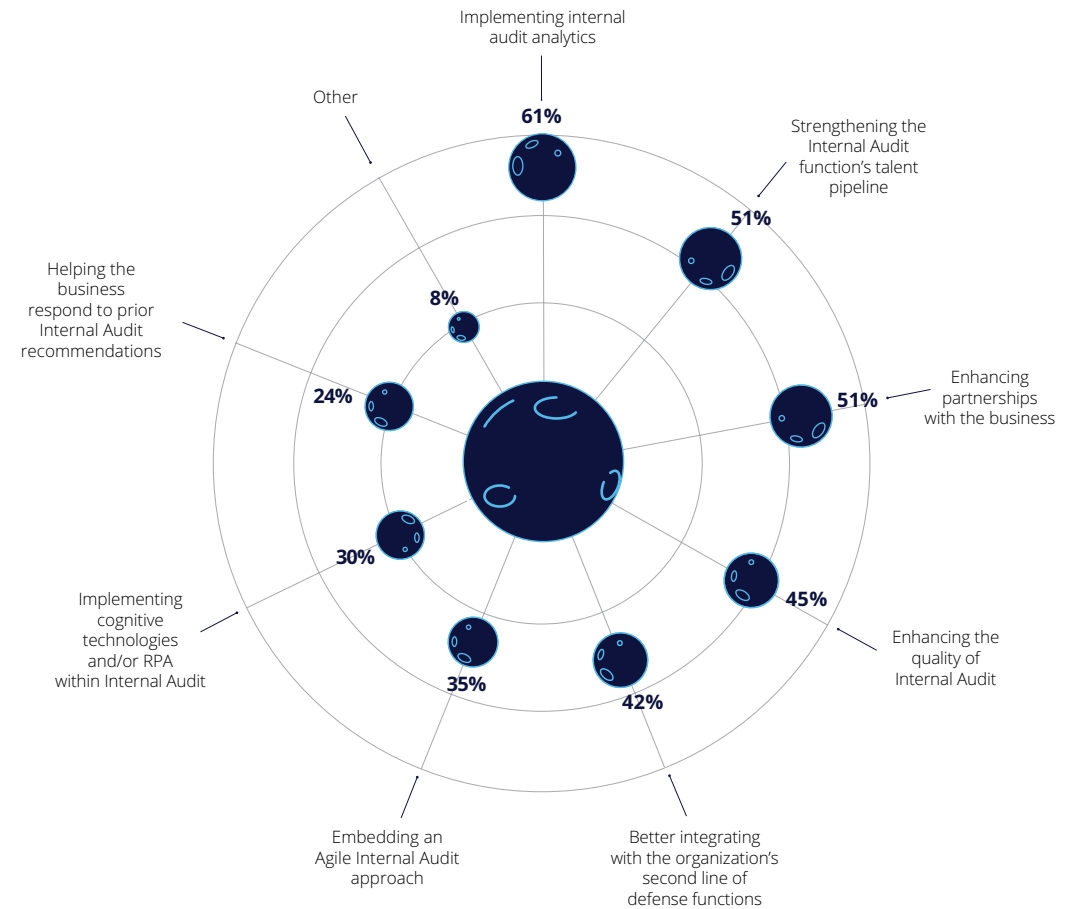 Implementing internal
audit analytics
61%
Strengthening the
Internal Audit
function’s talent
pipeline
51%
Enhancing
partnerships
with the business
51%
Enhancing the
quality of
Internal Audit
45%
Better integrating
with the organization’s
second line of
defense functions
42%
Embedding an
Agile Internal Audit
approach
35%
Implementing
cognitive
technologies
and/or RPA
within Internal Audit
30%
Helping the
business
respond to prior
Internal Audit
recommendations
24%
Other
8%